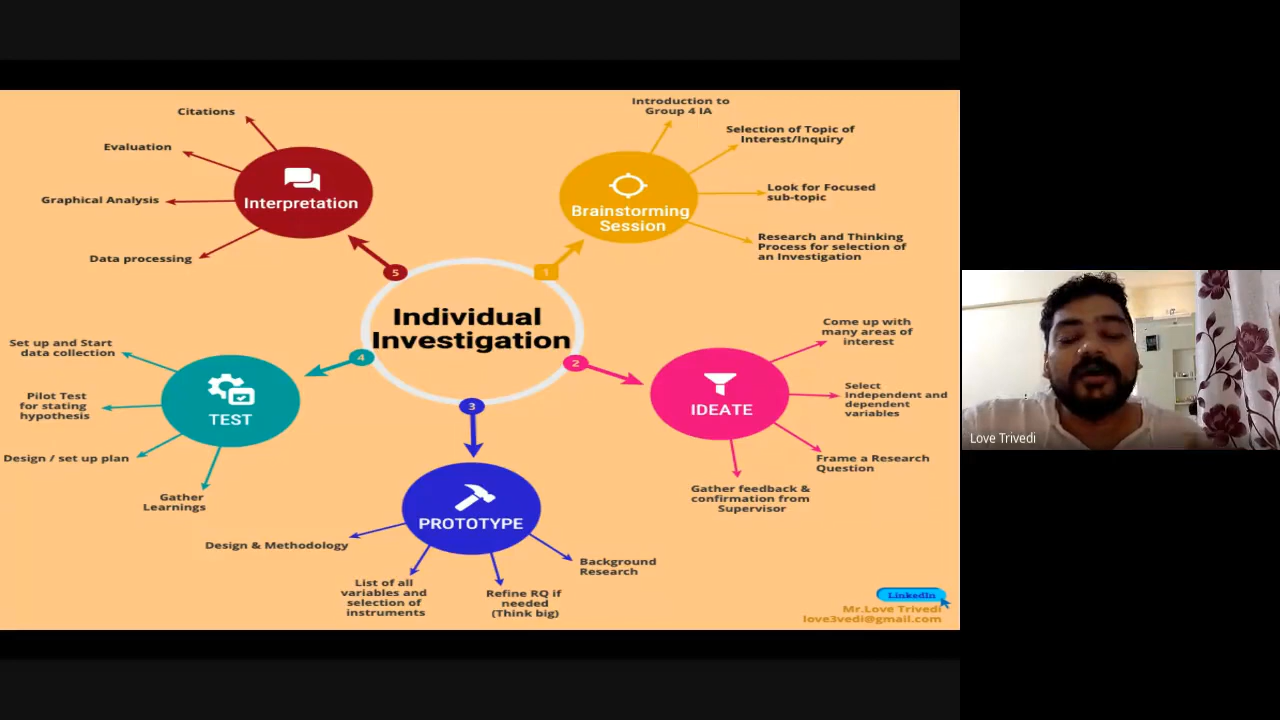 Individual
Investigation
1
Brainstorming
Session
Introduction to
Group 4 IA
Selection of Topic of
Interest/Inquiry
Look for Focused
sub-topic
Research and Thinking
Process for selection of
an Investigation
2
IDEATE
Come up with
many areas of
interest
Select
Independent and
dependent
variables
Frame a Research
Question
Gather feedback &
confirmation from
Supervisor
3
PROTOTYPE
Background
Research
Refine RQ if
needed
(Think big)
List of all
variables and
selection of
instruments
Design & Methodology
4
TEST
Set up and Start
data collection
Pilot Test
for stating
hypothesis
Design / set up plan
Gather
Learnings
5
Interpretation
Citations
Evaluation
Graphical Analysis
Data processing
LinkedIn
Mr.Love Trivedi
love3vedi@gmail.com
Love Trivedi